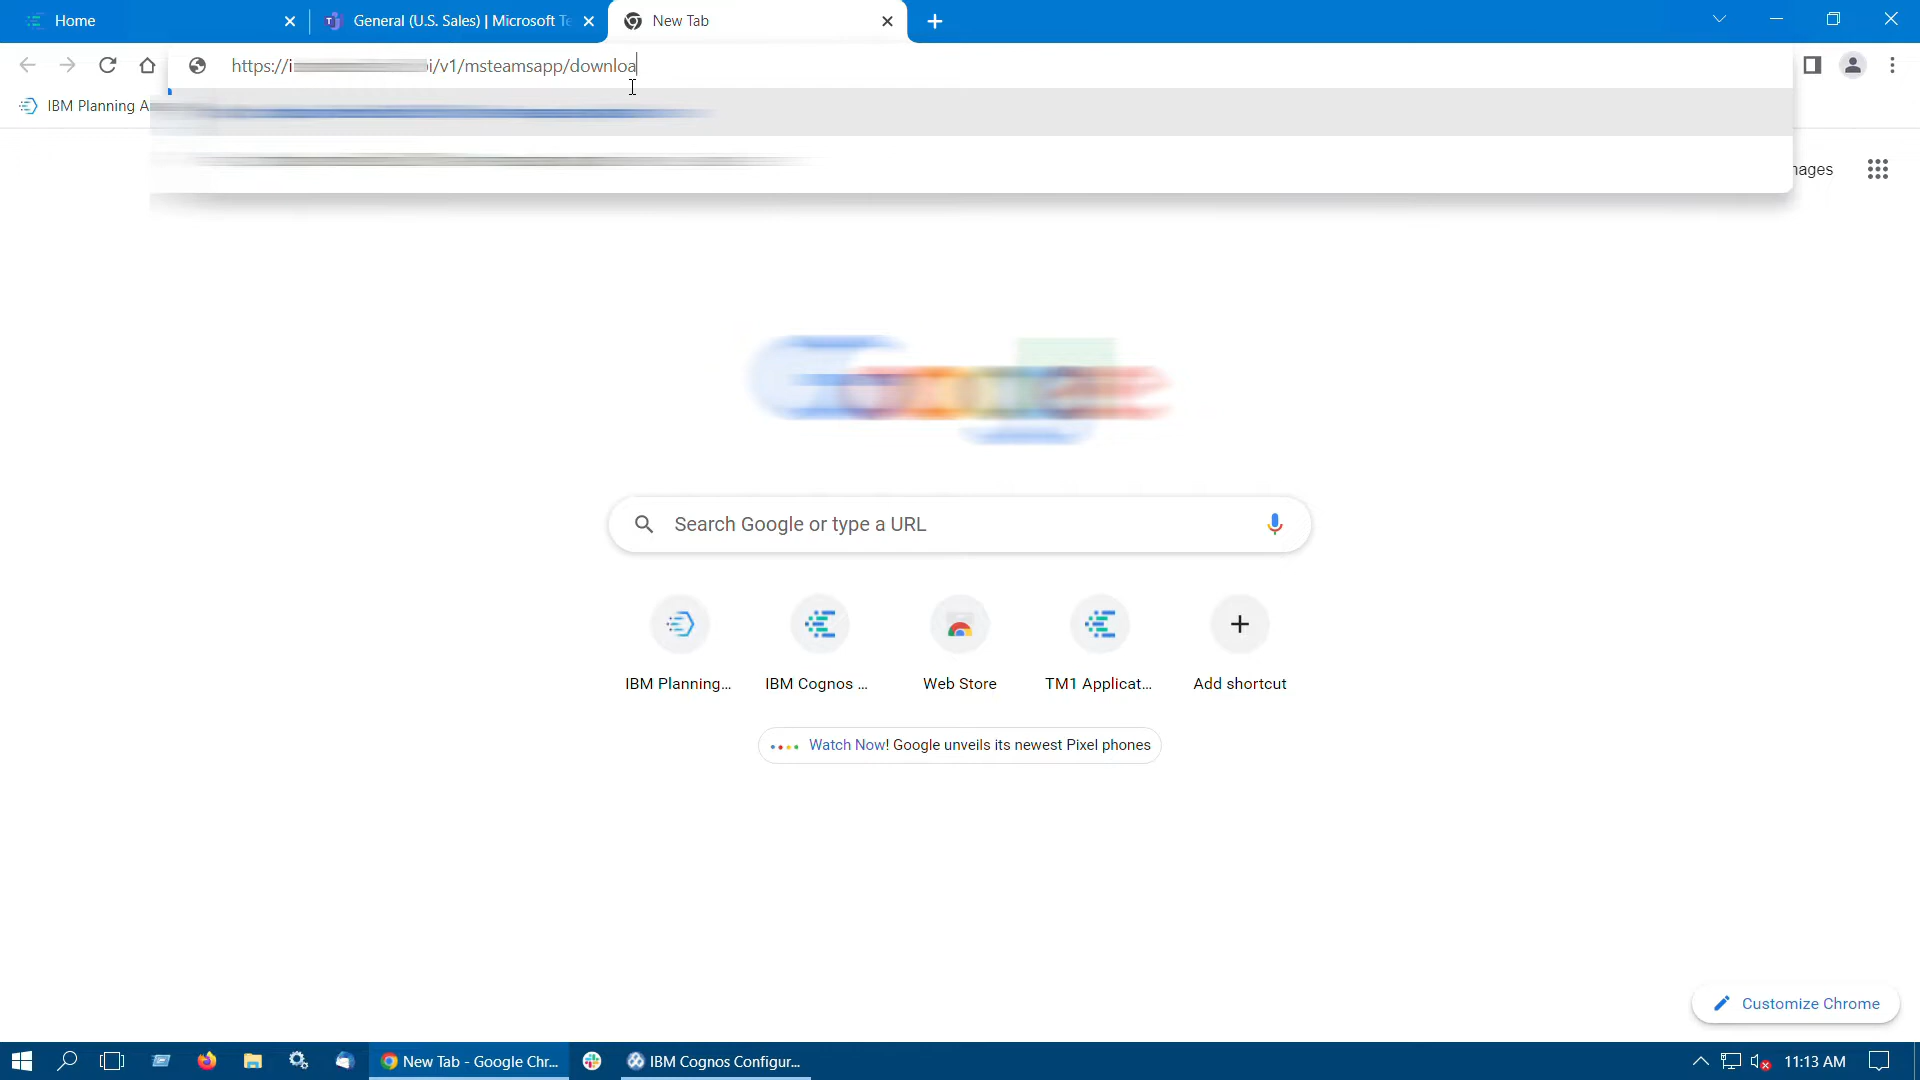 Home
General (U.S. Sales) | Microsoft Te
New Tab
https://i
i/v1/msteamsapp/downloa
IBM Planning A
nages
Search Google or type a URL
IBM Planning...
IBM Cognos ...
Web Store
TM1 Applicat...
Add shortcut
Watch Now! Google unveils its newest Pixel phones
Customize Chrome
New Tab - Google Chr...
IBM Cognos Configur...
11:13 AM